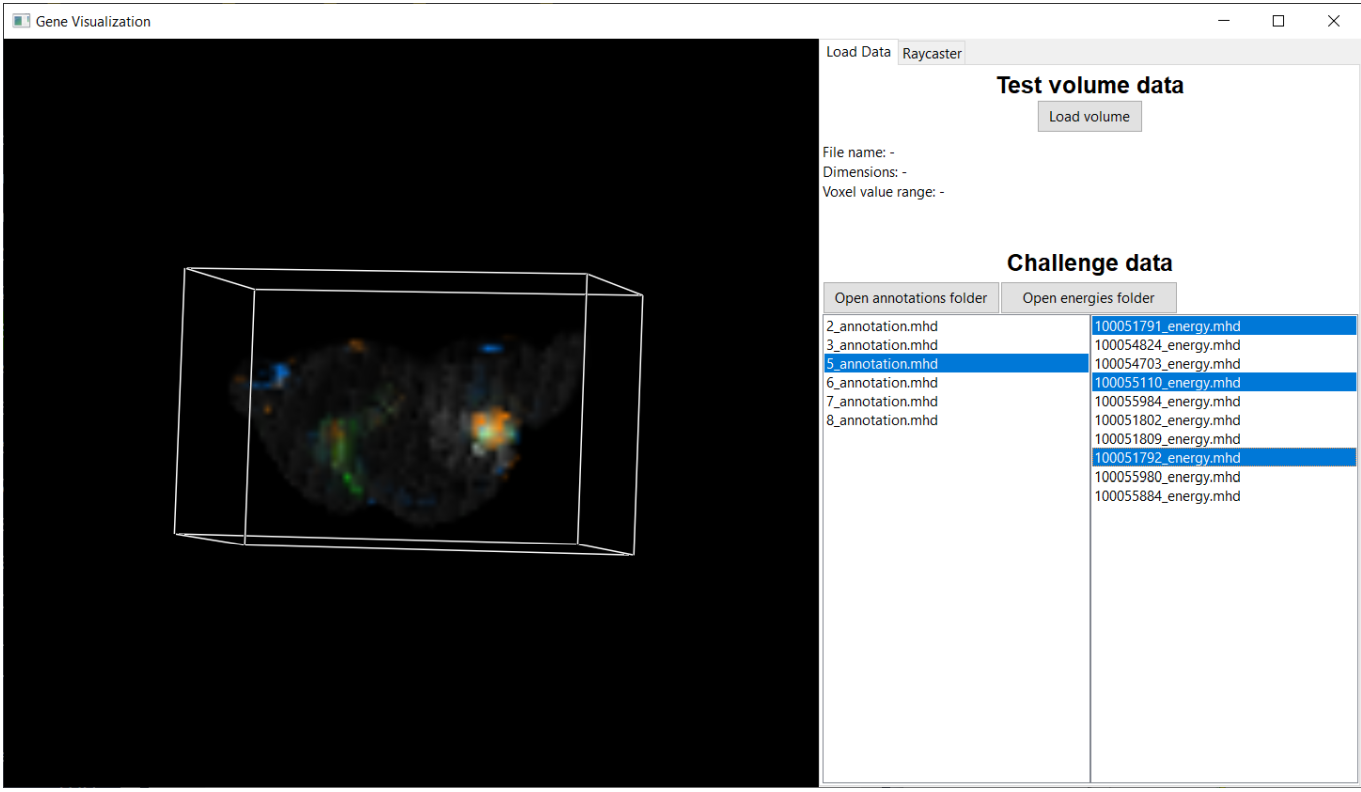 Gene Visualization
Load Data Raycaster
Test volume data
Load volume
File name: -
Dimensions: -
Voxel value range: -
Challenge data
Open annotations folder Open energies folder
2_annotation.mhd
3_annotation.mhd
5_annotation.mhd
6_annotation.mhd
7_annotation.mhd
8_annotation.mhd
100051791_energy.mhd
100054824_energy.mhd
100054703_energy.mhd
100055110_energy.mhd
100055984_energy.mhd
100051802_energy.mhd
100051809_energy.mhd
100051792_energy.mhd
100055980_energy.mhd
100055884_energy.mhd